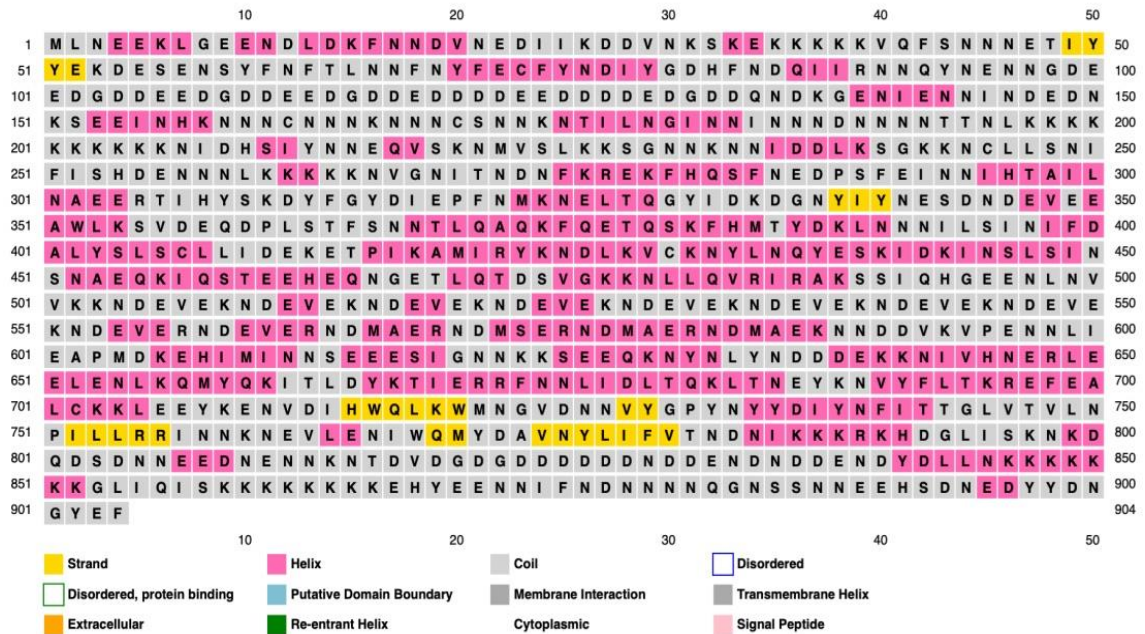 10 20 30 40 50
1 M L N E E K L G E E N D L D K F N N D V N E D I I K D D V N K S K E K K K K K V Q F S N N N E T I Y 50
51 Y E K D E S E N S Y F N F T L N N F N Y F E C F Y N D I Y G D H F N D Q I I R N N Q Y N E N N G D E 100
101 E D G D D E E D G D D E E D G D D E D D D D E E D D D D E D G D D Q N D K G E N I E N N I N D E D N 150
151 K S E E I N H K N N N C N N N K N N N C S N N K N T I L N G I N N I N N N D N N N N T T N L K K K K 200
201 K K K K K K N I D H S I Y N N E Q V S K N M V S L K K S G N N K N N I D D L K S G K K N C L L S N I 250
251 F I S H D E N N N L K K K K K N V G N I T N D N F K R E K F H Q S F N E D P S F E I N N I H T A I L 300
301 N A E E R T I H Y S K D Y F G Y D I E P F N M K N E L T Q G Y I D K D G N Y I Y N E S D N D E V E E 350
351 A W L K S V D E Q D P L S T F S N N T L Q A Q K F Q E T Q S K F H M T Y D K L N N N I L S I N I F D 400
401 A L Y S L S C L L I D E K E T P I K A M I R Y K N D L K V C K N Y L N Q Y E S K I D K I N S L S I N 450
451 S N A E Q K I Q S T E E H E Q N G E T L Q T D S V G K K N L L Q V R I R A K S S I Q H G E E N L N V 500
501 V K K N D E V E K N D E V E K N D E V E K N D E V E K N D E V E K N D E V E K N D E V E K N D E V E 550
551 K N D E V E R N D E V E R N D M A E R N D M S E R N D M A E R N D M A E K N N D D V K V P E N N L I 600
601 E A P M D K E H I M I N N S E E E S I G N N K K S E E Q K N Y N L Y N D D D E K K N I V H N E R L E 650
651 E L E N L K Q M Y Q K I T L D Y K T I E R R F N N L I D L T Q K L T N E Y K N V Y F L T K R E F E A 700
701 L C K K L E E Y K E N V D I H W Q L K W M N G V D N N V Y G P Y N Y Y D I Y N F I T T G L V T V L N 750
751 P I L L R R I N N K N E V L E N I W Q M Y D A V N Y L I F V T N D N I K K K R K H D G L I S K N K D 800
801 Q D S D N N E E D N E N N K N T D V D G D G D D D D D D N D D E N D N D D E N D Y D L L N K K K K K 850
851 K K G L I Q I S K K K K K K K K E H Y E E N N I F N D N N N N Q G N S S N N E E H S D N E D Y Y D N 900
901 G Y E F 904
10 20 30 40 50
Strand Helix Coil Disordered
Disordered, protein binding Putative Domain Boundary Membrane Interaction Transmembrane Helix
Extracellular Re-entrant Helix Cytoplasmic Signal Peptide